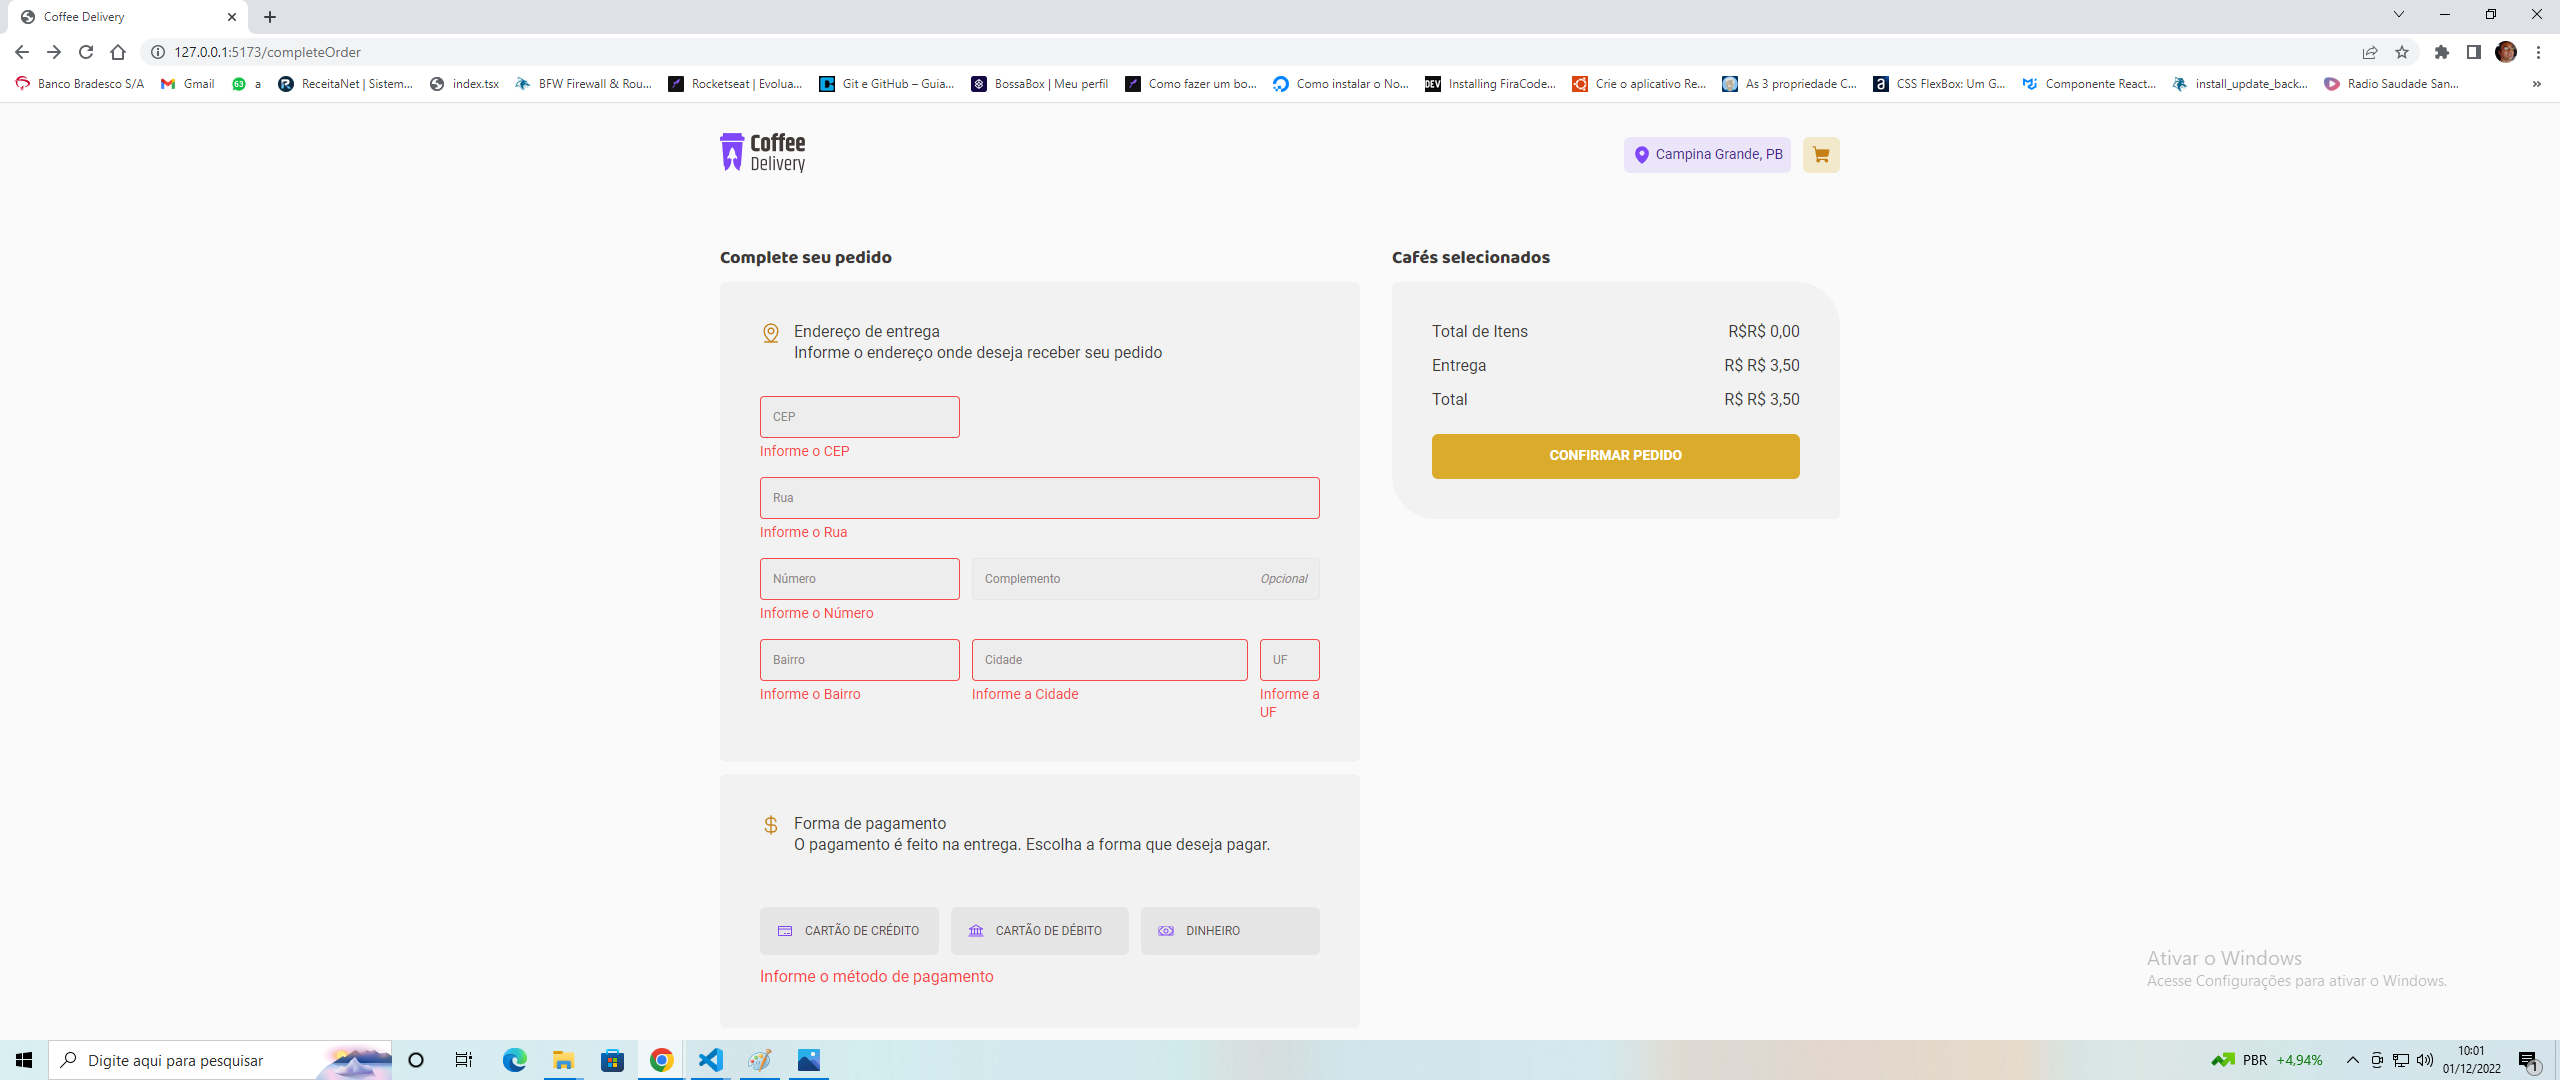 Coffee Delivery
127.0.0.1:5173/completeOrder
Banco Bradesco S/A
Gmail
63
a
ReceitaNet | Sistem...
index.tsx
BFW Firewall & Rou...
Rocketseat | Evolua...
Git e GitHub – Guia...
BossaBox | Meu perfil
Como fazer um bo...
Como instalar o No...
DEV
Installing FiraCode...
Crie o aplicativo Re...
As 3 propriedade C...
a
CSS FlexBox: Um G...
Componente React...
install_update_back...
Radio Saudade San...
»
Coffee
Delivery
Campina Grande, PB
Complete seu pedido
Endereço de entrega
Informe o endereço onde deseja receber seu pedido
CEP
Informe o CEP
Rua
Informe o Rua
Número
Complemento
Opcional
Informe o Número
Bairro
Cidade
UF
Informe o Bairro
Informe a Cidade
Informe a
UF
Forma de pagamento
O pagamento é feito na entrega. Escolha a forma que deseja pagar.
CARTÃO DE CRÉDITO
CARTÃO DE DÉBITO
DINHEIRO
Informe o método de pagamento
Cafés selecionados
Total de Itens
R$R$ 0,00
Entrega
R$ R$ 3,50
Total
R$ R$ 3,50
CONFIRMAR PEDIDO
Ativar o Windows
Acesse Configurações para ativar o Windows.
Digite aqui para pesquisar
PBR +4,94%
10:01
01/12/2022
1